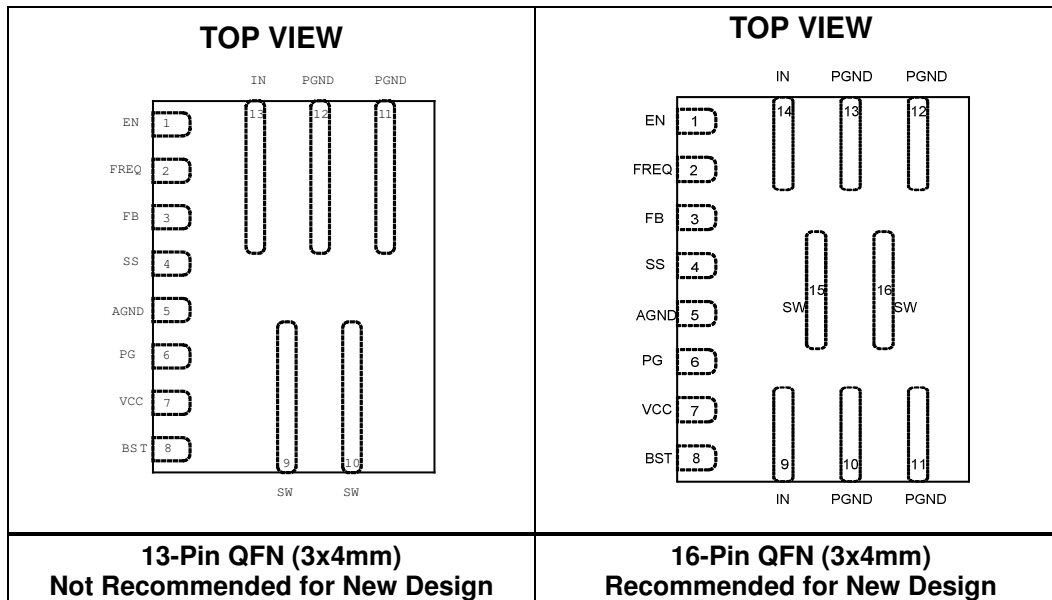 TOP VIEW
IN PGND PGND
13 12 11
EN 1
FREQ 2
FB 3
SS 4
AGND 5
PG 6
VCC 7
BST 8
9 10
SW SW
13-Pin QFN (3x4mm)
Not Recommended for New Design
TOP VIEW
IN PGND PGND
14 13 12
EN 1
FREQ 2
FB 3
SS 4
15 16
SW SW
AGND 5
PG 6
VCC 7
BST 8
9 10 11
IN PGND PGND
16-Pin QFN (3x4mm)
Recommended for New Design